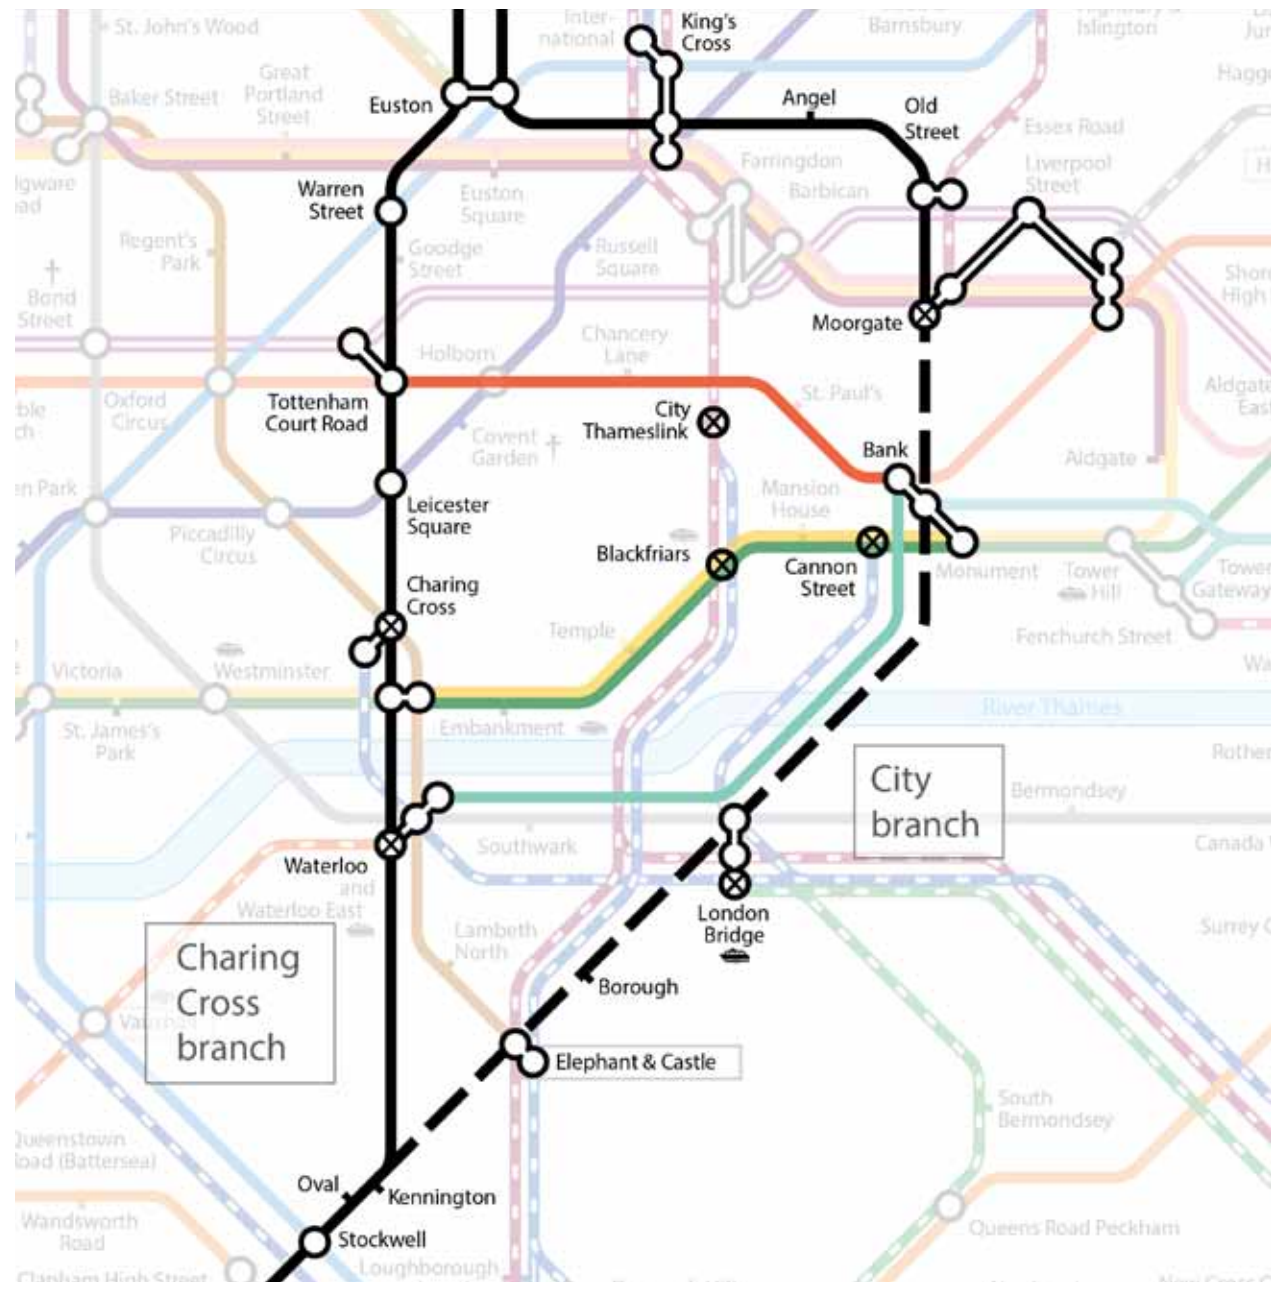 St. John's Wood
Inter-
national
King's
Cross
Barnsbury
Islington
Great
Portland
Street
Baker Street
Euston
Angel
Old
Street
Essex Road
Farringdon
Barbican
Liverpool
Street
Warren
Street
Euston
Square
Regent's
Park
Goodge
Street
Russell
Square
Bond
Street
Moorgate
Chancery
Lane
Holborn
Oxford
Circus
Tottenham
Court Road
City
Thameslink
St. Paul's
Aldgate
East
Covent
Garden
Bank
Aldgate
en Park
Leicester
Square
Mansion
House
Piccadilly
Circus
Blackfriars
Cannon
Street
Monument
Tower
Hill
Tower
Gateway
Charing
Cross
Temple
Fenchurch Street
Victoria
Westminster
St. James's
Park
Embankment
River Thames
City
branch
Bermondsey
Southwark
Waterloo
and
Waterloo East
London
Bridge
Charing
Cross
branch
Lambeth
North
Borough
Vauxhall
Elephant & Castle
South
Bermondsey
Queenstown
Road (Battersea)
Oval
Kennington
Wandsworth
Road
Stockwell
Queens Road Peckham
Clapham High Street
Loughborough